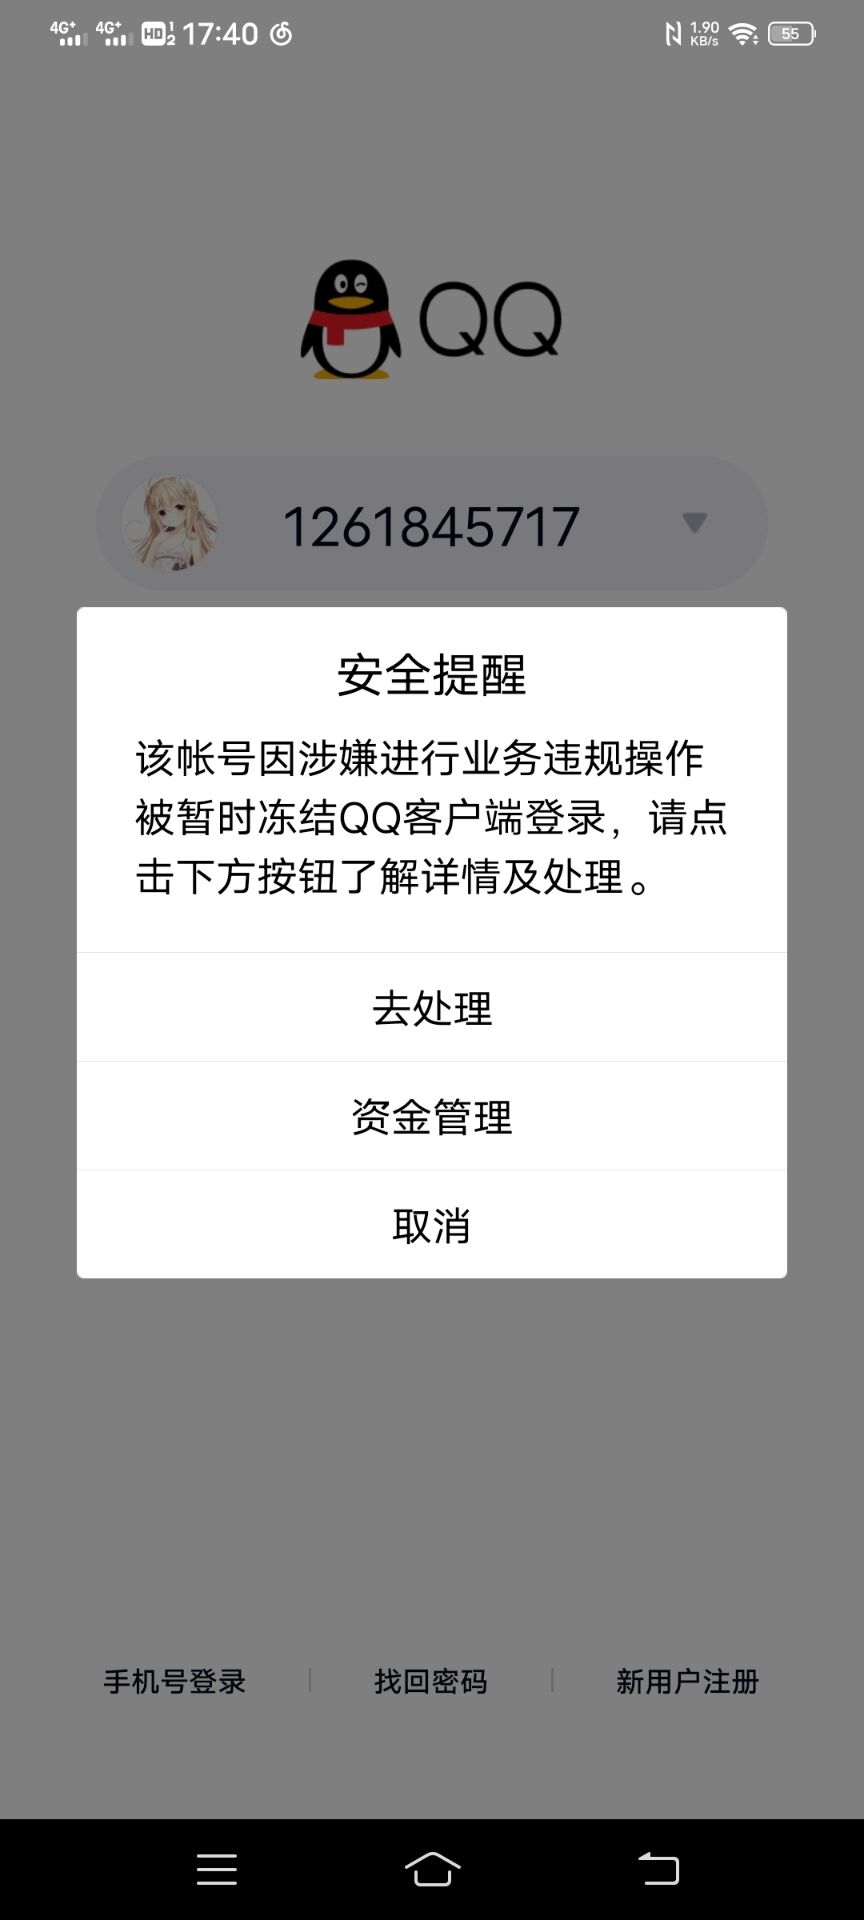 4G+ 4G+ HD 1 2 17:40 1.90 KB/s 55
QQ
1261845717
安全提醒
该帐号因涉嫌进行业务违规操作
被暂时冻结QQ客户端登录，请点
击下方按钮了解详情及处理。
去处理
资金管理
取消
手机号登录 找回密码 新用户注册